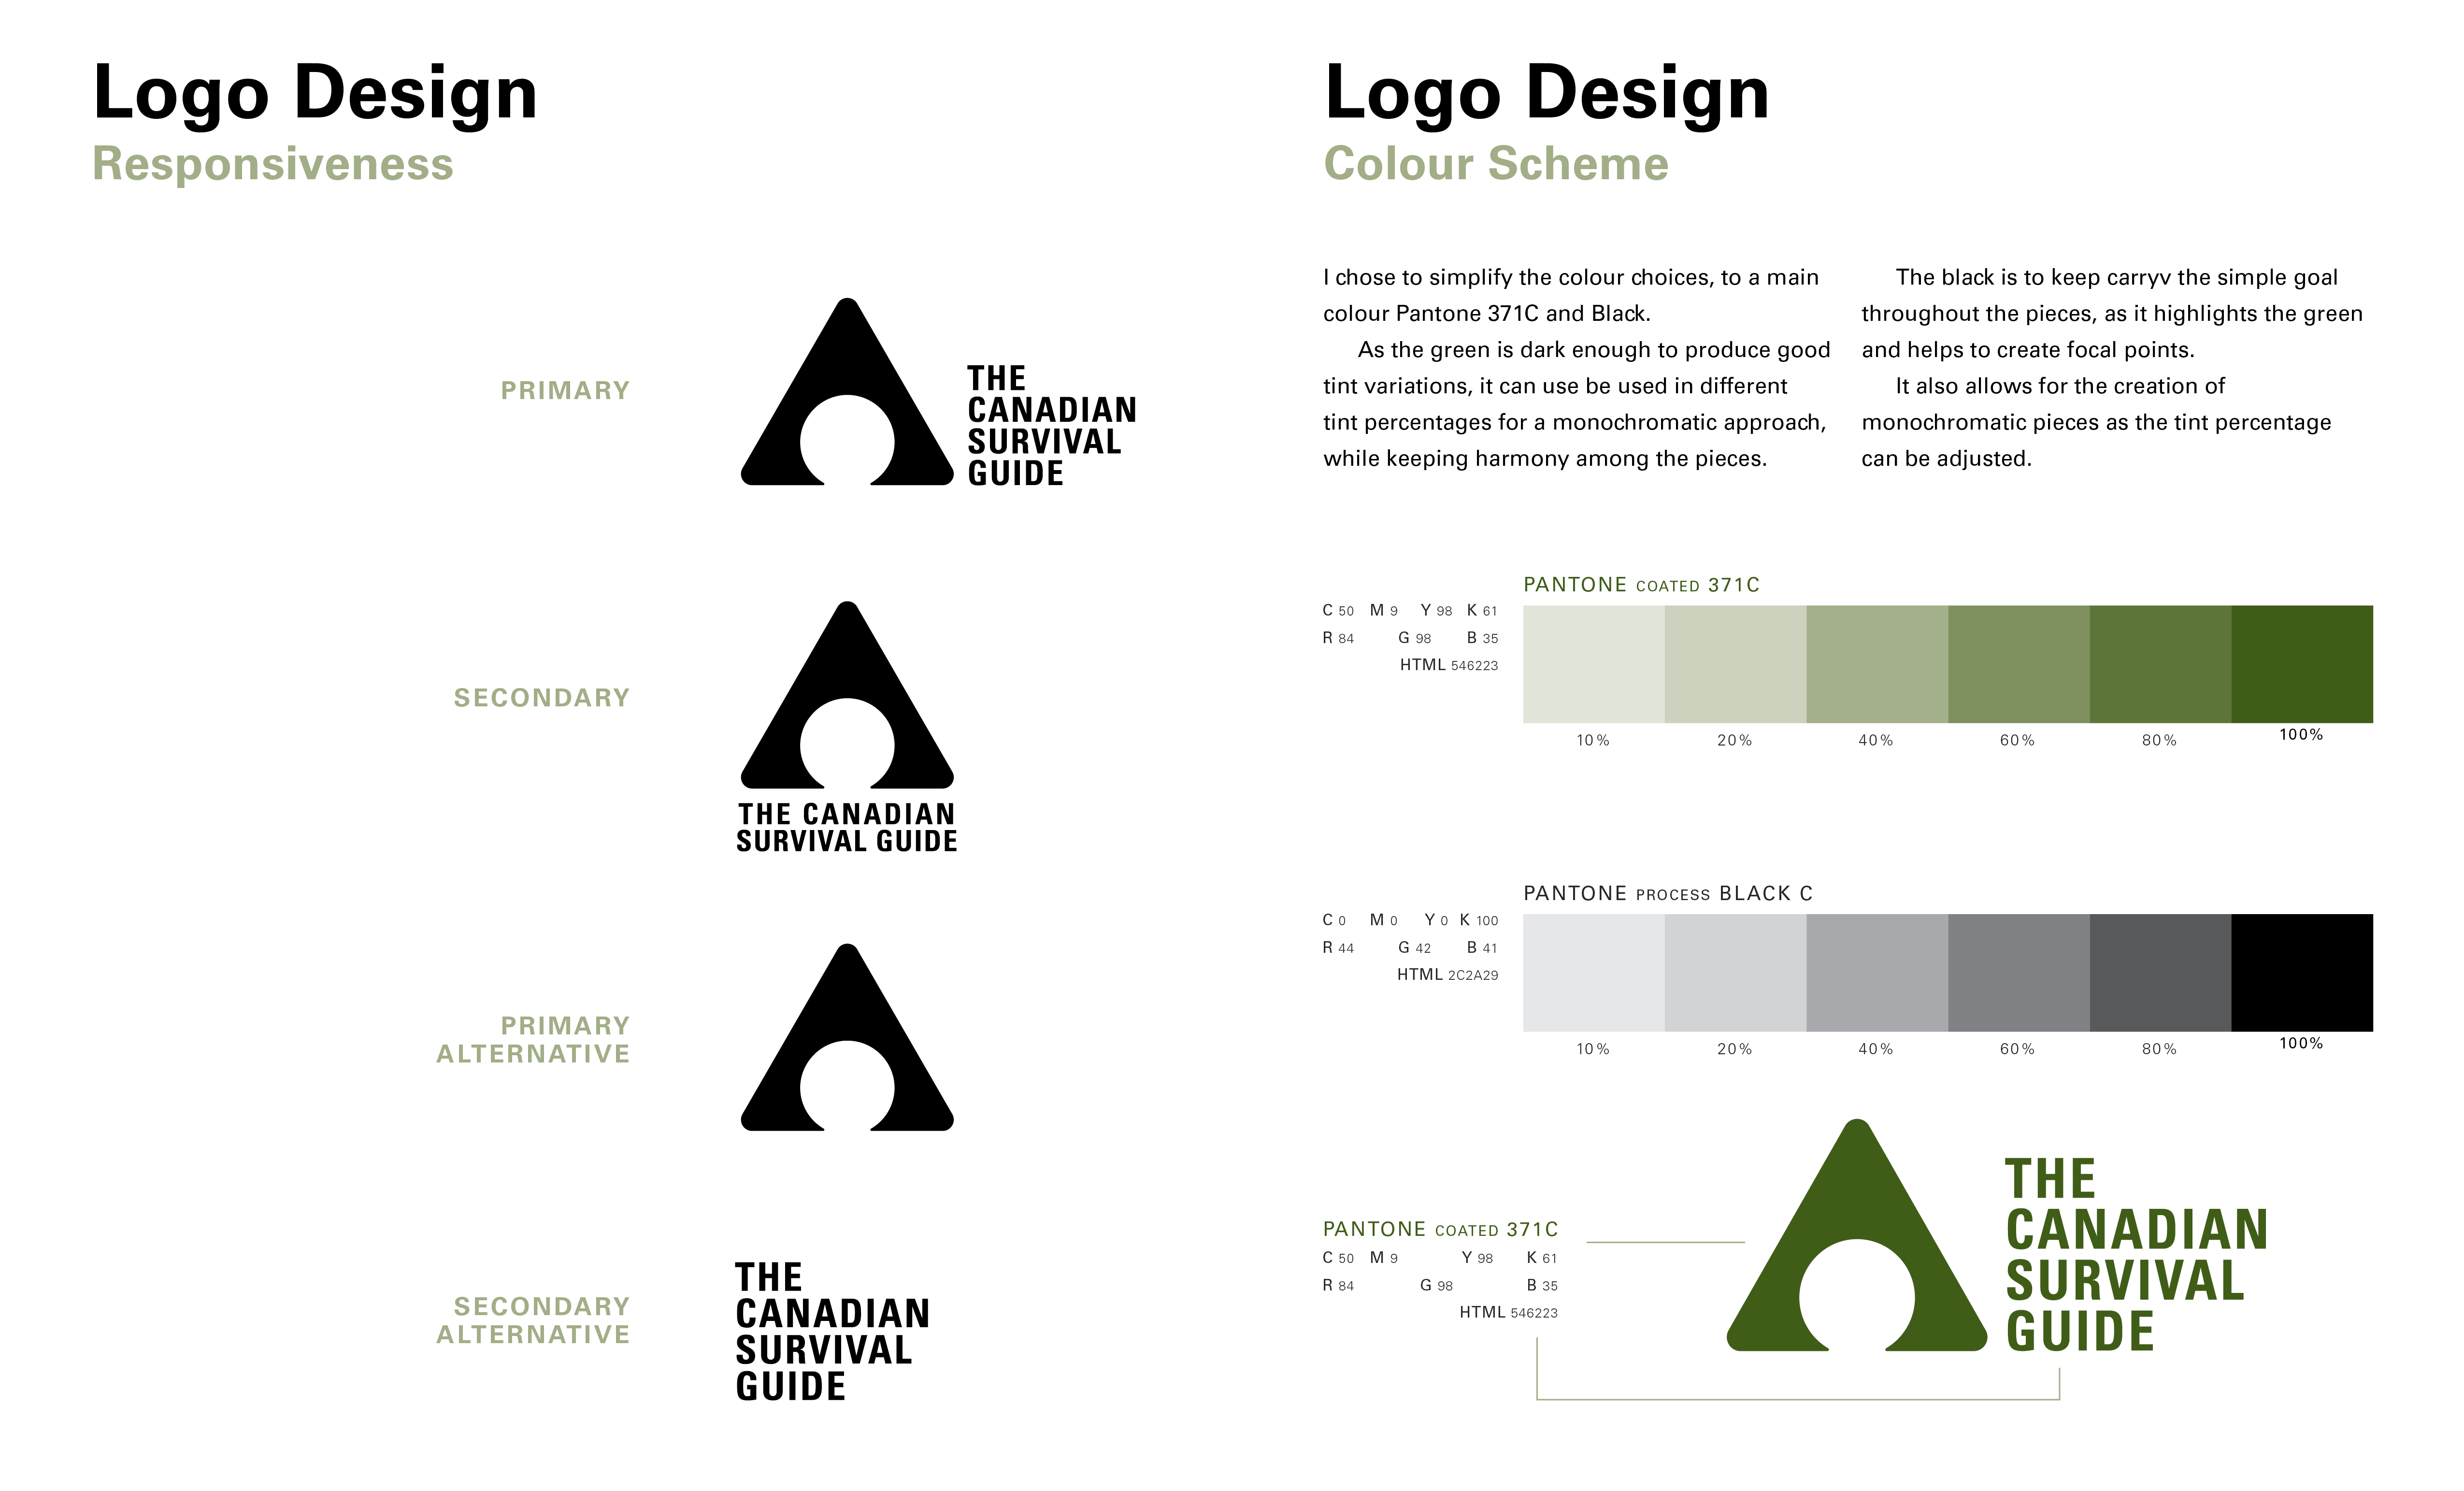 Logo Design
Responsiveness
PRIMARY
THE
CANADIAN
SURVIVAL
GUIDE
SECONDARY
THE CANADIAN
SURVIVAL GUIDE
PRIMARY
ALTERNATIVE
SECONDARY
ALTERNATIVE
THE
CANADIAN
SURVIVAL
GUIDE
Logo Design
Colour Scheme
I chose to simplify the colour choices, to a main
colour Pantone 371C and Black.
As the green is dark enough to produce good
tint variations, it can use be used in different
tint percentages for a monochromatic approach,
while keeping harmony among the pieces.
The black is to keep carryv the simple goal
throughout the pieces, as it highlights the green
and helps to create focal points.
It also allows for the creation of
monochromatic pieces as the tint percentage
can be adjusted.
PANTONE COATED 371C
C 50 M 9 Y 98 K 61
R 84 G 98 B 35
HTML 546223
10% 20% 40% 60% 80% 100%
PANTONE PROCESS BLACK C
C 0 M 0 Y 0 K 100
R 44 G 42 B 41
HTML 2C2A29
10% 20% 40% 60% 80% 100%
PANTONE COATED 371C
C 50 M 9 Y 98 K 61
R 84 G 98 B 35
HTML 546223
THE
CANADIAN
SURVIVAL
GUIDE